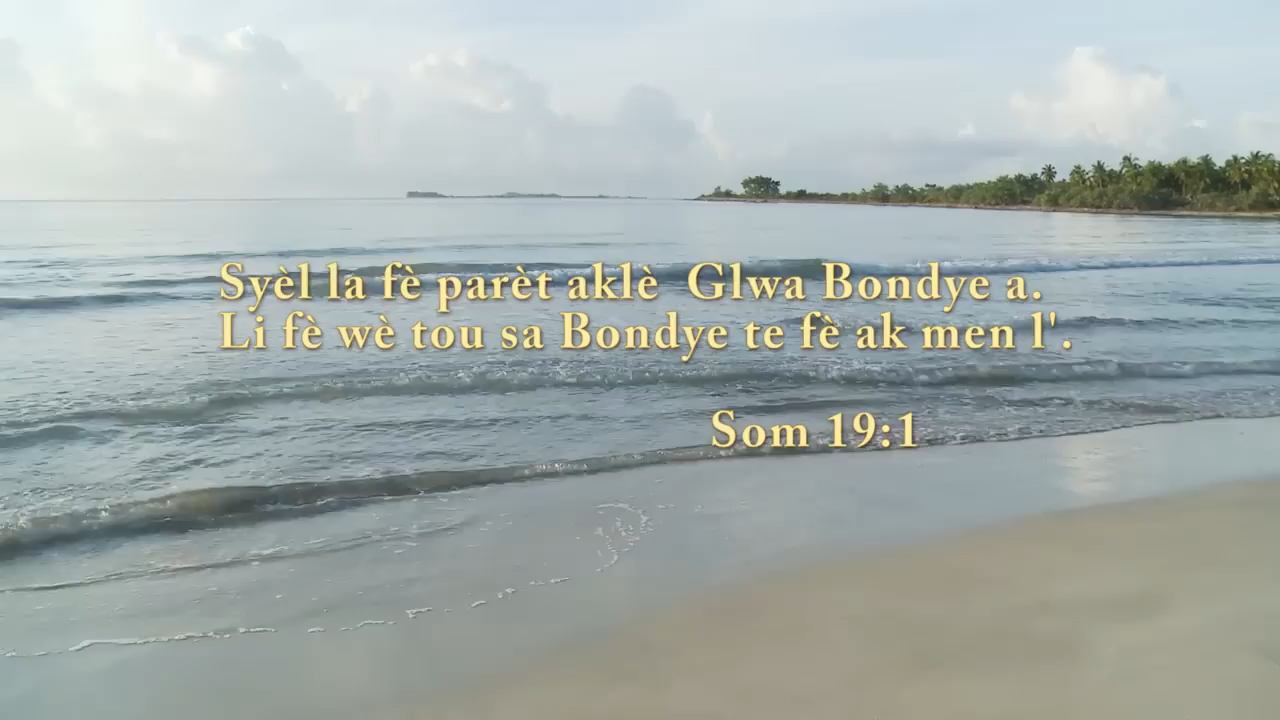 Syèl la fè parèt aklè  Glwa Bondye a.
Li fè wè tou sa Bondye te fè ak men l'.
Som 19:1